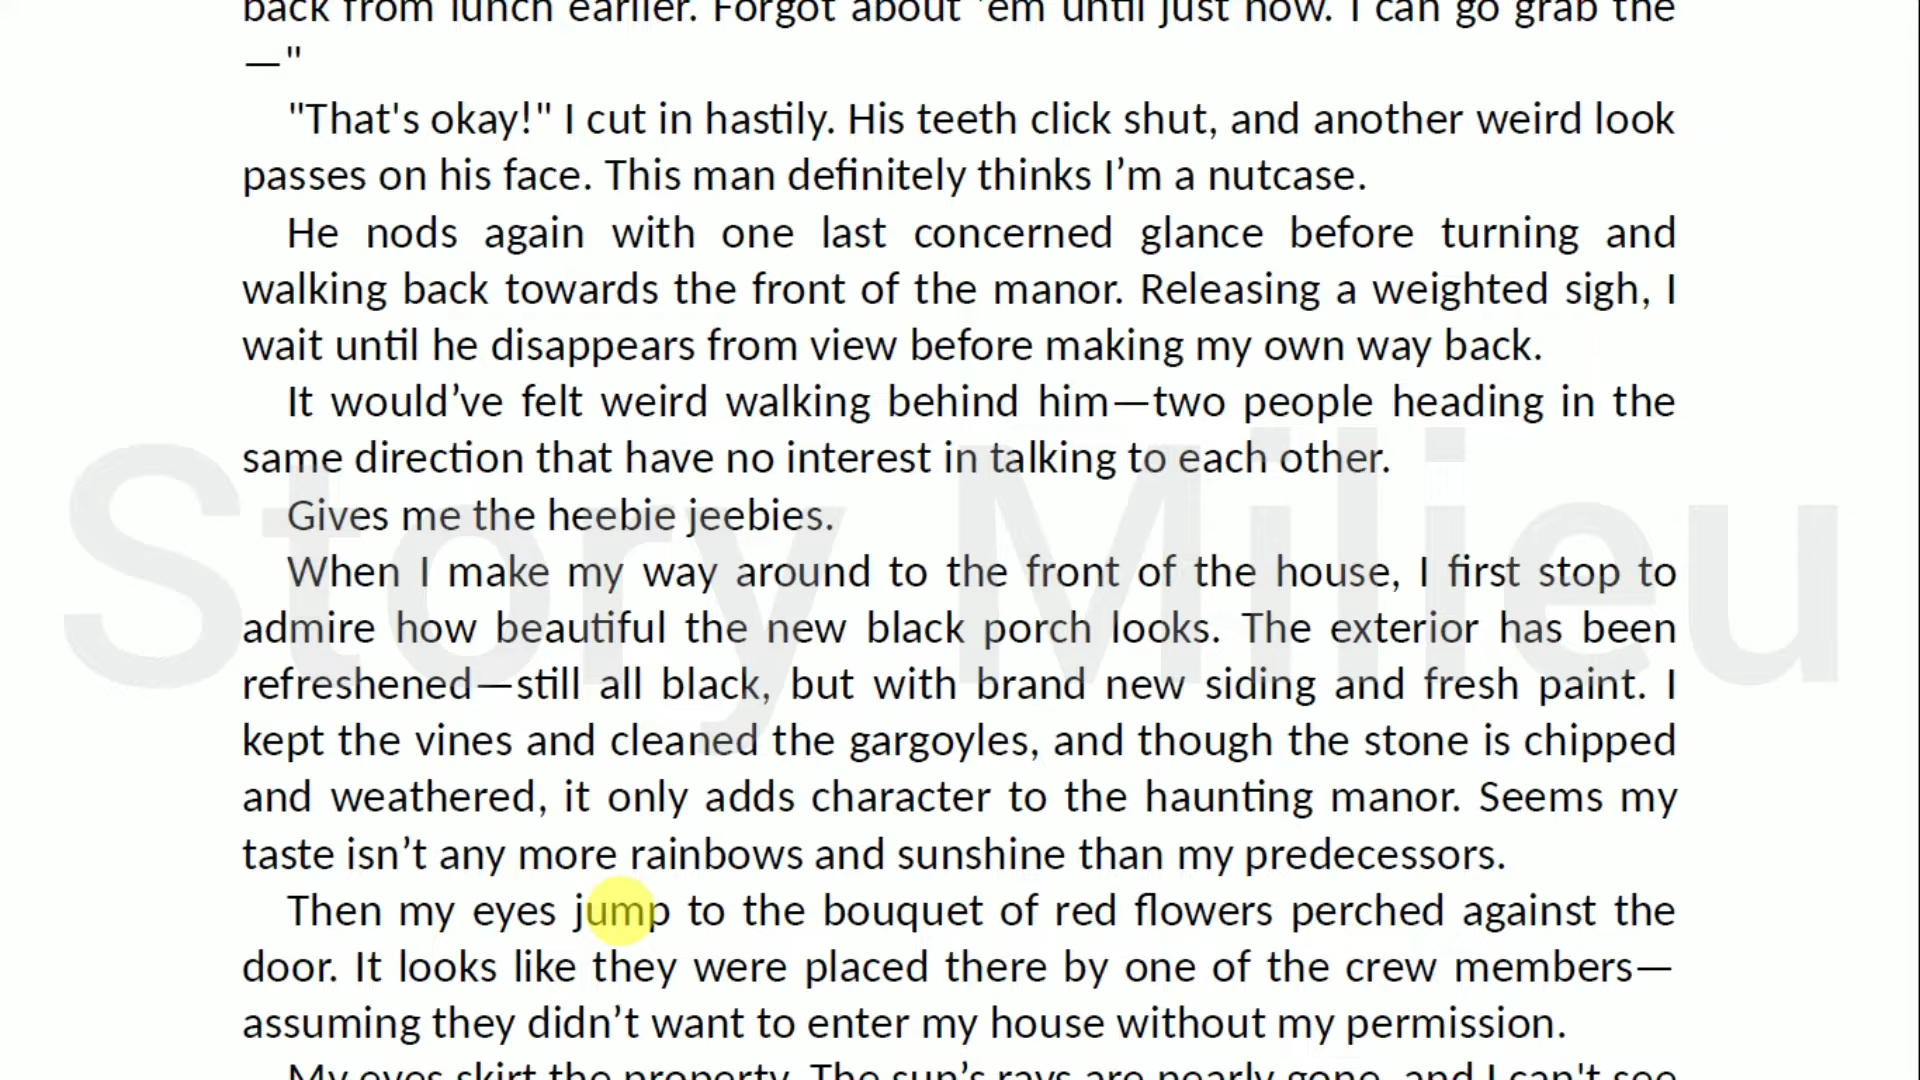 back from lunch earlier. Forgot about 'em until just now. I can go grab the
—"
"That's okay!" I cut in hastily. His teeth click shut, and another weird look
passes on his face. This man definitely thinks I’m a nutcase.
He nods again with one last concerned glance before turning and
walking back towards the front of the manor. Releasing a weighted sigh, I
wait until he disappears from view before making my own way back.
It would’ve felt weird walking behind him—two people heading in the
same direction that have no interest in talking to each other.
Gives me the heebie jeebies.
Story Milieu
When I make my way around to the front of the house, I first stop to
admire how beautiful the new black porch looks. The exterior has been
refreshened—still all black, but with brand new siding and fresh paint. I
kept the vines and cleaned the gargoyles, and though the stone is chipped
and weathered, it only adds character to the haunting manor. Seems my
taste isn’t any more rainbows and sunshine than my predecessors.
Then my eyes jump to the bouquet of red flowers perched against the
door. It looks like they were placed there by one of the crew members—
assuming they didn’t want to enter my house without my permission.
My eyes skirt the property. The sun’s rays are nearly gone, and I can't see